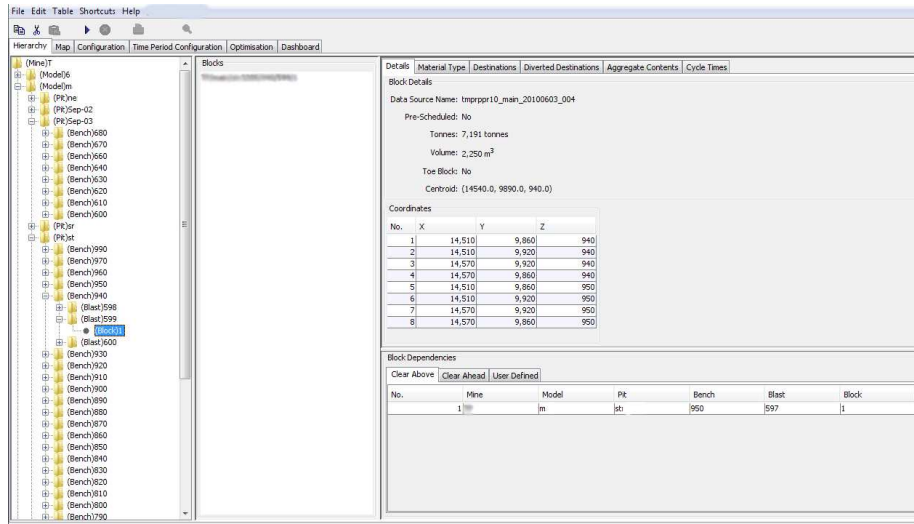 File Edit Table Shortcuts Help
Hierarchy Map Configuration Time Period Configuration Optimisation Dashboard
(Mine)T
(Model)6
(Model)m
(Pit)ne
(Pit)Sep-02
(Pit)Sep-03
(Bench)680
(Bench)670
(Bench)660
(Bench)640
(Bench)630
(Bench)620
(Bench)610
(Bench)600
(Pit)sr
(Pit)st
(Bench)990
(Bench)970
(Bench)960
(Bench)950
(Bench)940
(Blast)598
(Blast)599
(Block)1
(Blast)600
(Bench)930
(Bench)920
(Bench)910
(Bench)900
(Bench)890
(Bench)880
(Bench)870
(Bench)860
(Bench)850
(Bench)840
(Bench)830
(Bench)820
(Bench)810
(Bench)800
(Bench)790
Blocks
Details Material Type Destinations Diverted Destinations Aggregate Contents Cycle Times
Block Details
Data Source Name: tmprppr10_main_20100603_004
Pre-Scheduled: No
Tonnes: 7,191 tonnes
Volume: 2,250 m³
Toe Block: No
Centroid: (14540.0, 9890.0, 940.0)
Coordinates
No. X Y Z
1 14,510 9,860 940
2 14,510 9,920 940
3 14,570 9,920 940
4 14,570 9,860 940
5 14,510 9,860 950
6 14,510 9,920 950
7 14,570 9,920 950
8 14,570 9,860 950
Block Dependencies
Clear Above Clear Ahead User Defined
No. Mine Model Pit Bench Blast Block
1 m st 950 597 1